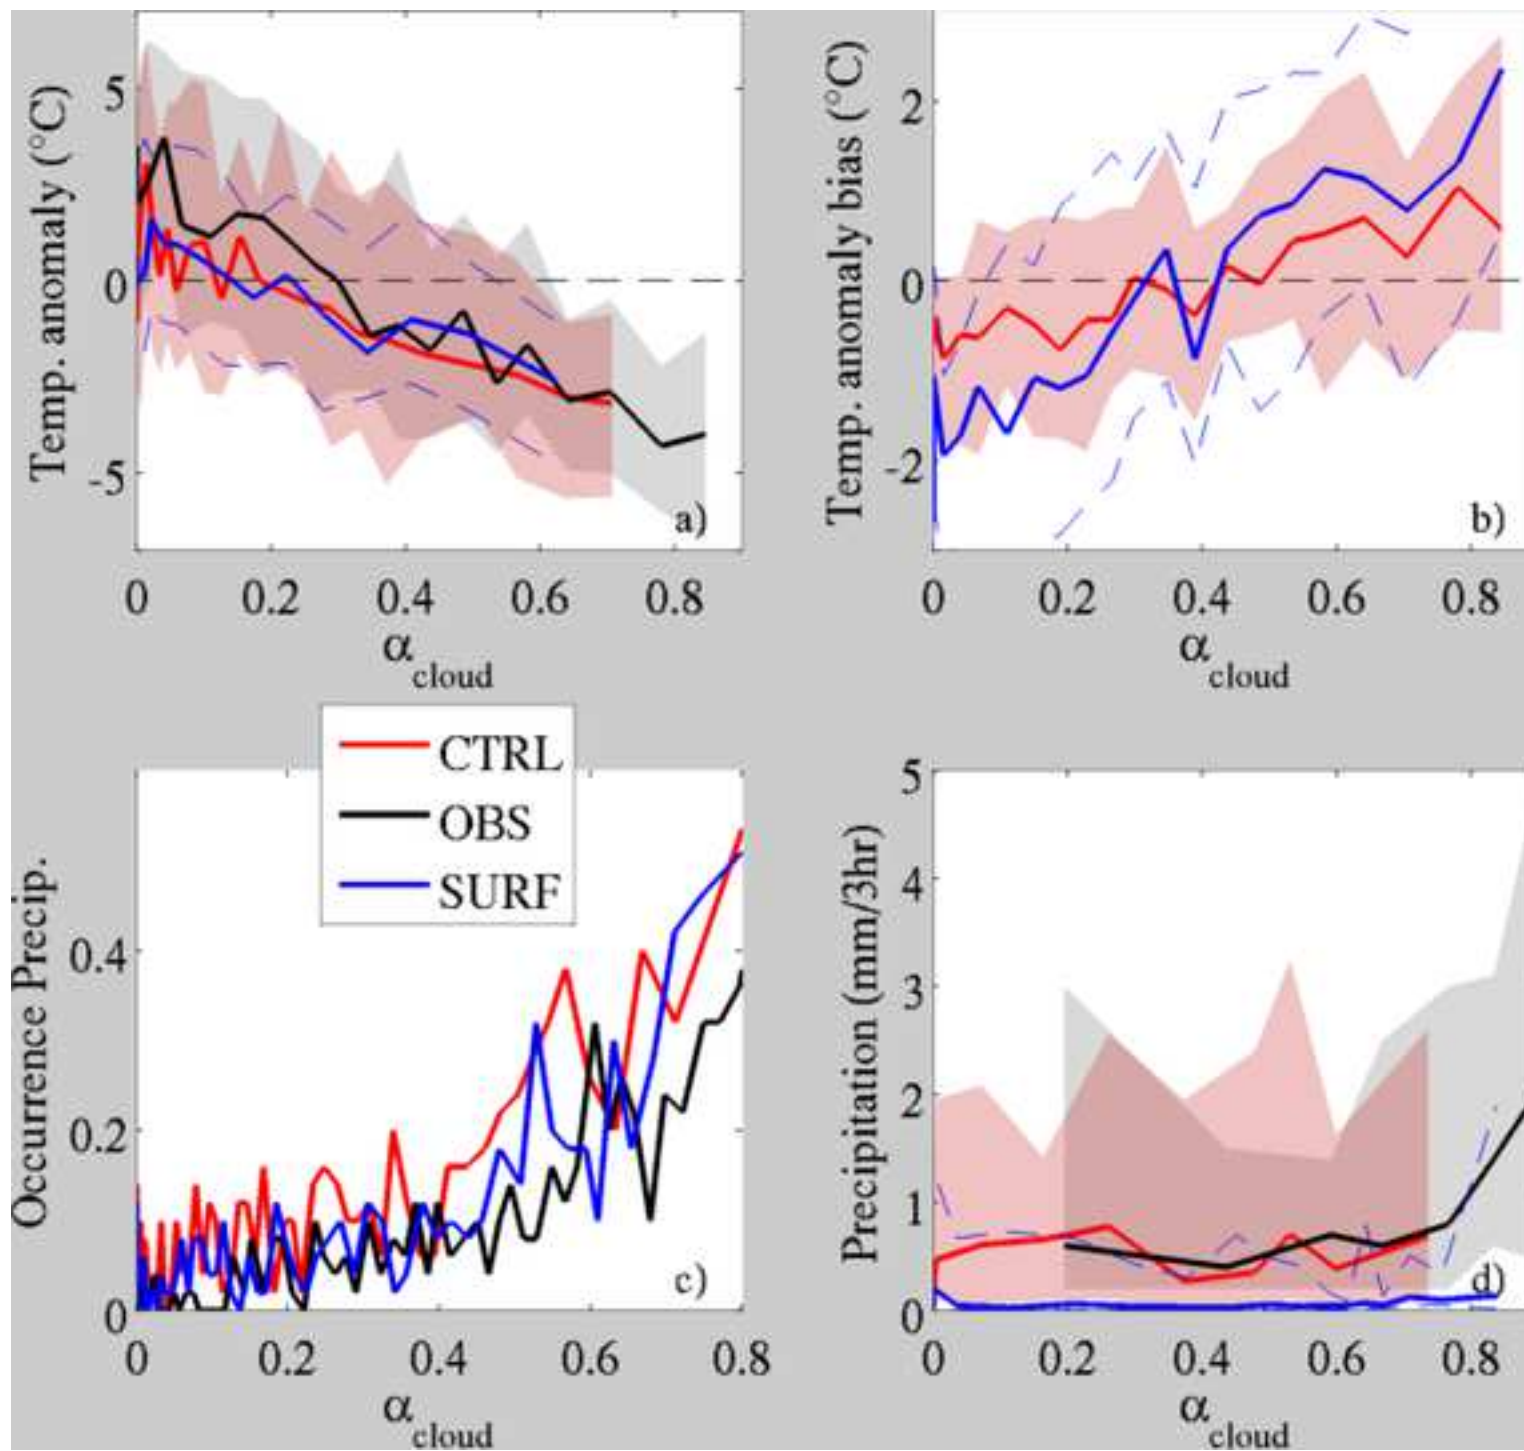 Temp. anomaly (°C)
5
0
-5
a)
0 0.2 0.4 0.6 0.8
αcloud
Temp. anomaly bias (°C)
2
0
-2
b)
0 0.2 0.4 0.6 0.8
αcloud
CTRL
OBS
SURF
Occurrence Precip.
0.4
0.2
0
c)
0 0.2 0.4 0.6 0.8
αcloud
Precipitation (mm/3hr)
5
4
3
2
1
0
d)
0 0.2 0.4 0.6 0.8
αcloud